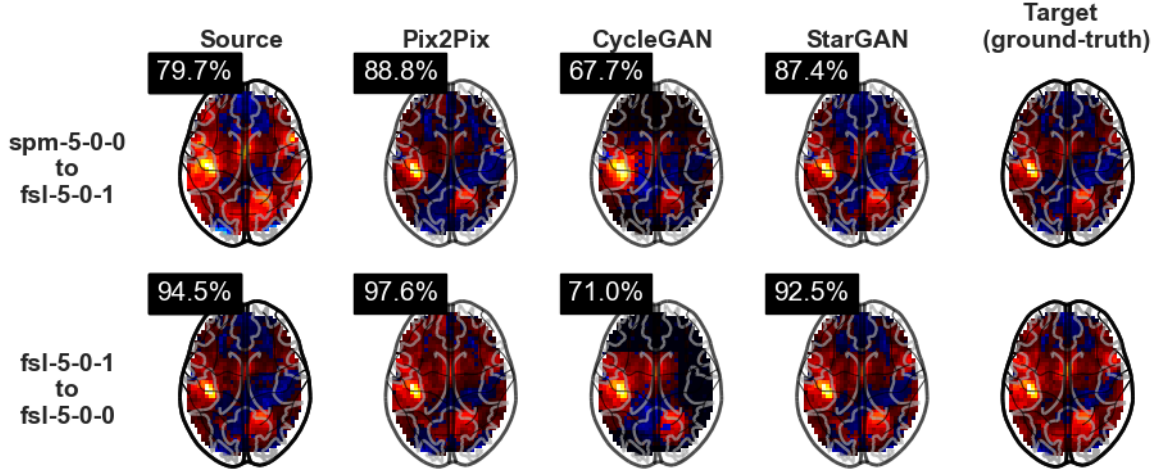 Source Pix2Pix CycleGAN StarGAN Target
(ground-truth)
79.7% 88.8% 67.7% 87.4%
spm-5-0-0
to
fsl-5-0-1
94.5% 97.6% 71.0% 92.5%
fsl-5-0-1
to
fsl-5-0-0